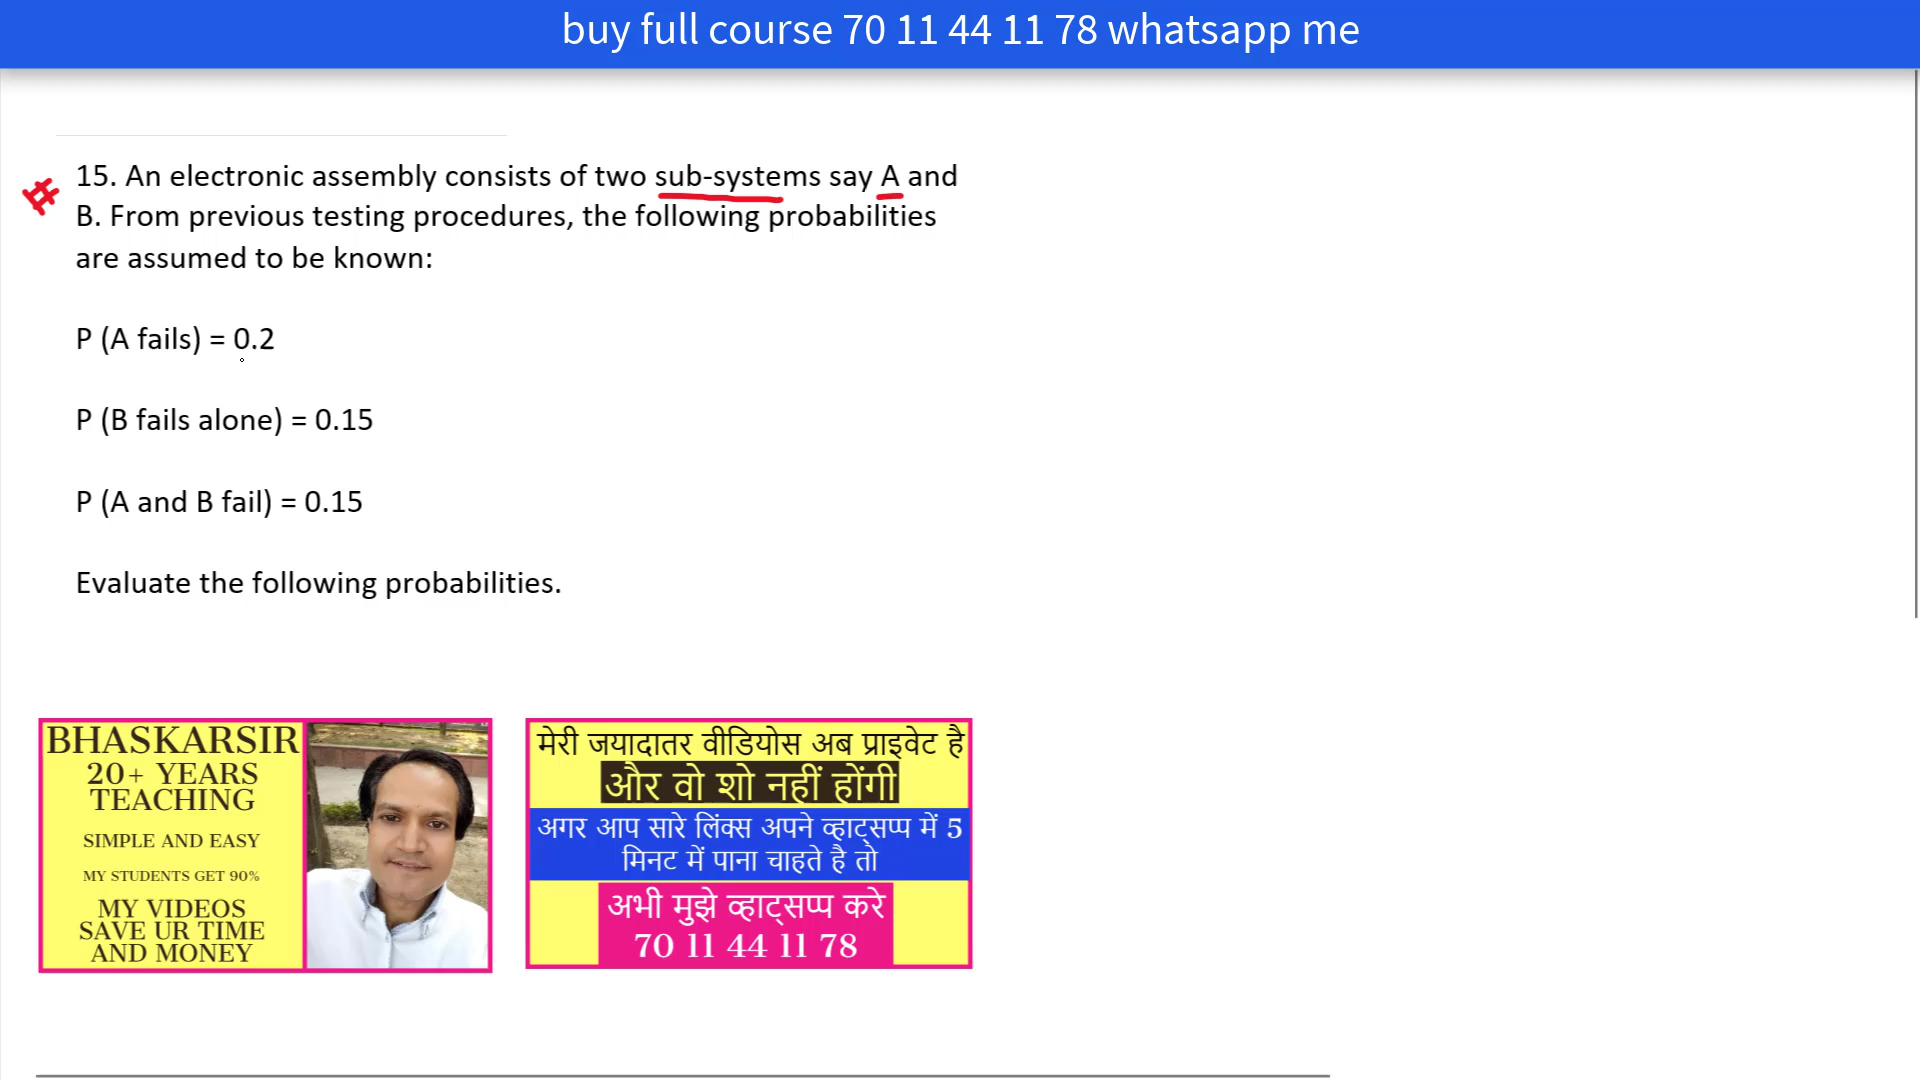 buy full course 70 11 44 11 78 whatsapp me
15. An electronic assembly consists of two sub-systems say A and
B. From previous testing procedures, the following probabilities
are assumed to be known:
P (A fails) = 0.2
P (B fails alone) = 0.15
P (A and B fail) = 0.15
Evaluate the following probabilities.
BHASKARSIR
20+ YEARS
TEACHING
SIMPLE AND EASY
MY STUDENTS GET 90%
MY VIDEOS
SAVE UR TIME
AND MONEY
मेरी जयादातर वीडियोस अब प्राइवेट है
और वो शो नहीं होंगी
अगर आप सारे लिंक्स अपने व्हाट्सप्प में 5
मिनट में पाना चाहते है तो
अभी मुझे व्हाट्सप्प करे
70 11 44 11 78